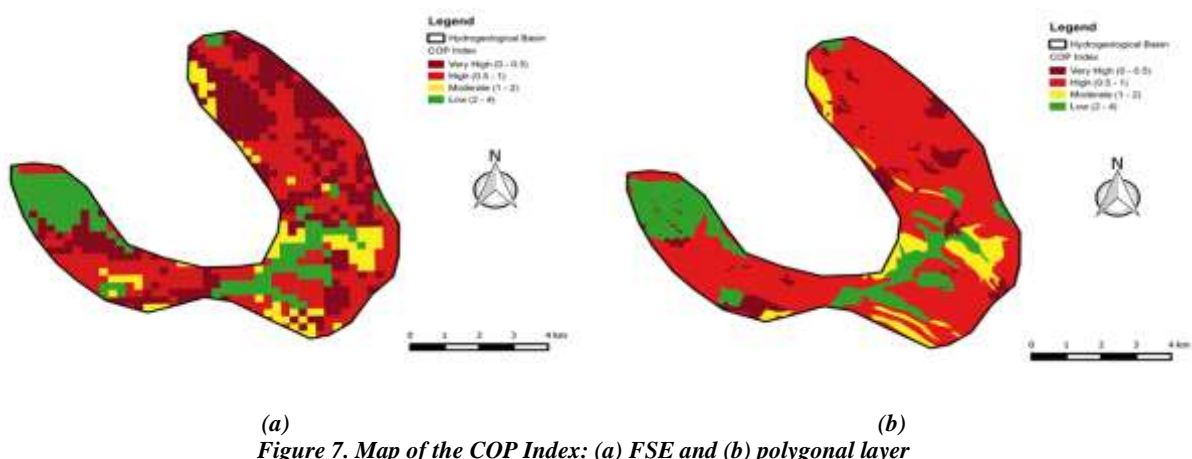 Legend
Hydrogeological Basin
COP Index
Very High (0 - 0.5)
High (0.5 - 1)
Moderate (1 - 2)
Low (2 - 4)
N
0 1 2 3 4 km
(a)
Legend
Hydrogeological Basin
COP Index
Very High (0 - 0.5)
High (0.5 - 1)
Moderate (1 - 2)
Low (2 - 4)
N
0 1 2 3 4 km
(b)
Figure 7. Map of the COP Index: (a) FSE and (b) polygonal layer